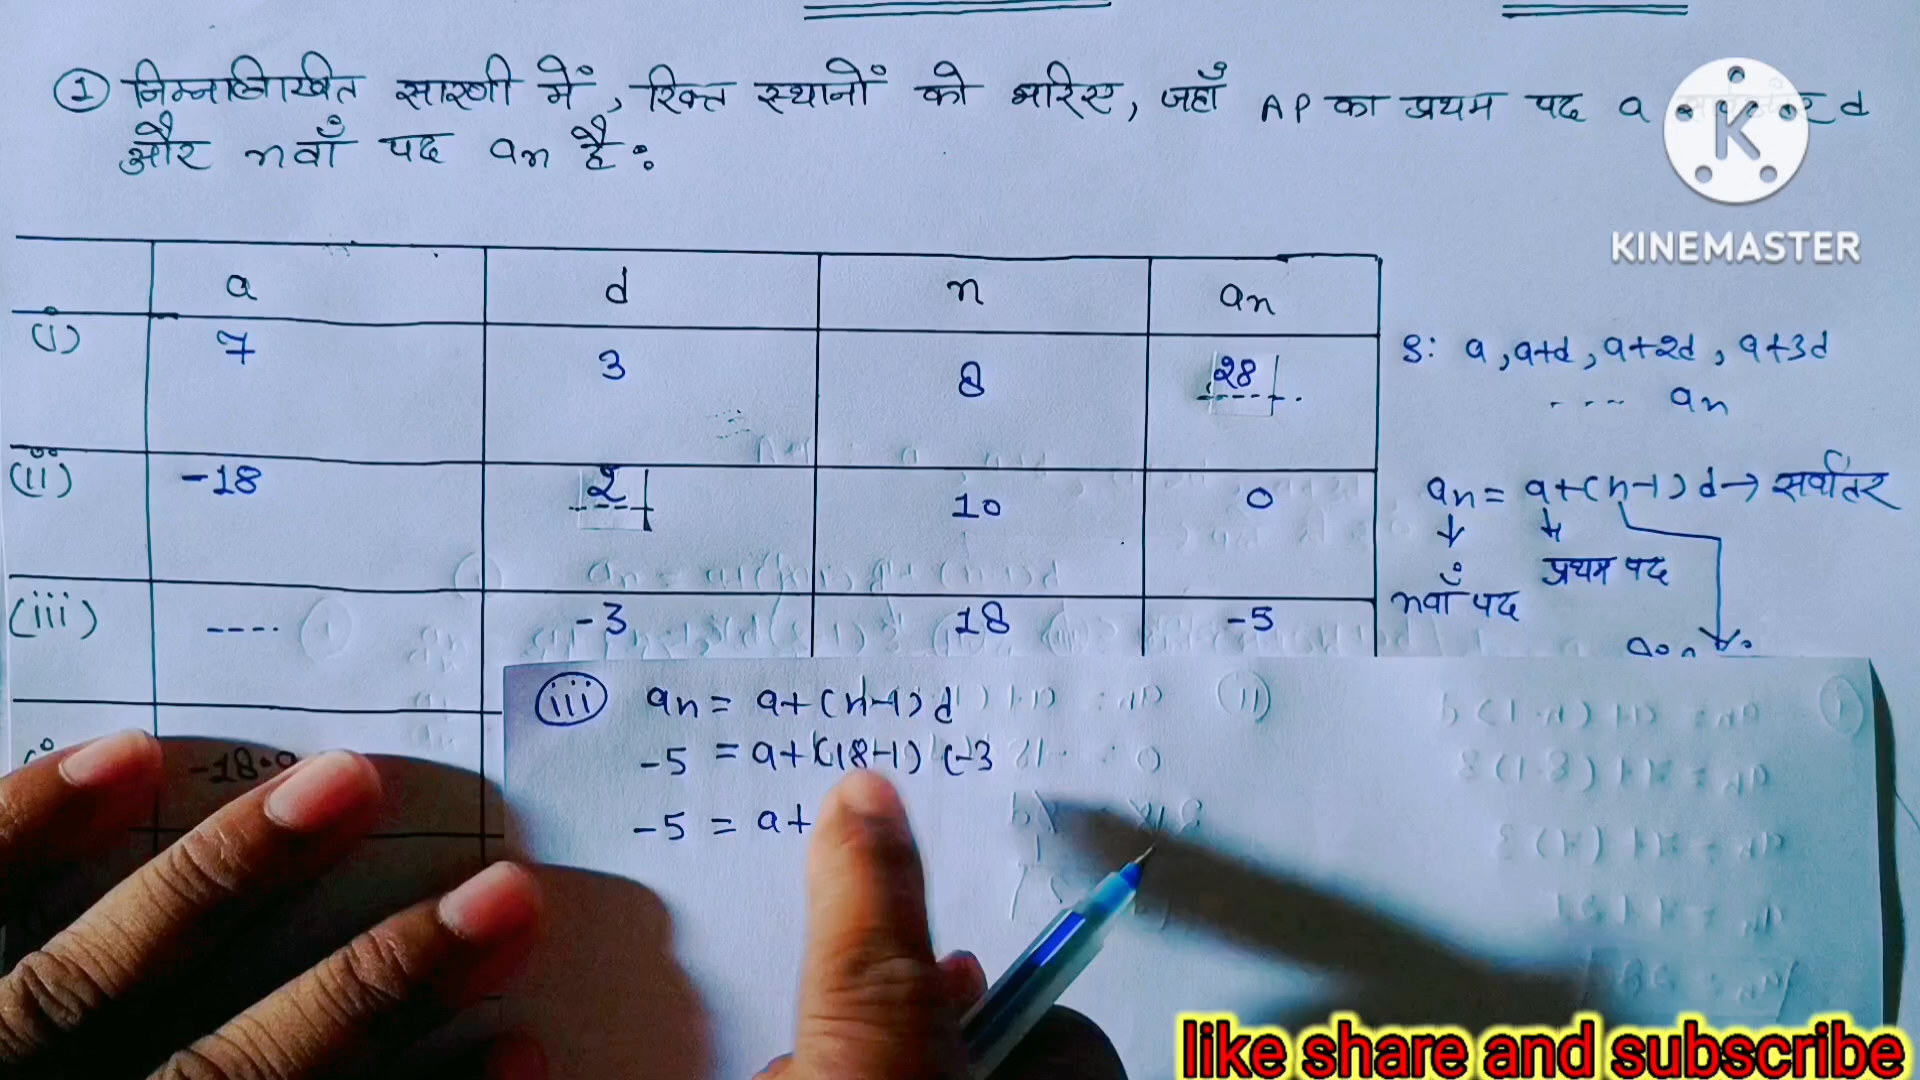 ① निम्नलिखित सारणी में, रिक्त स्थानों को भरिए, जहाँ AP का प्रथम पद a d
और nवाँ पद an है:
KINEMASTER
a d n an
(i) 7 3 8 28
(ii) -18 2 10 0
(iii) ---- -3 18 -5
-18.9
S: a, a+d, a+2d, a+3d
---- an
an = a+(n-1) d → सर्वांतर
प्रथम पद
nवाँ पद
(iii) an = a+(n-1)d
-5 = a+(18-1)(-3
-5 = a+
like share and subscribe